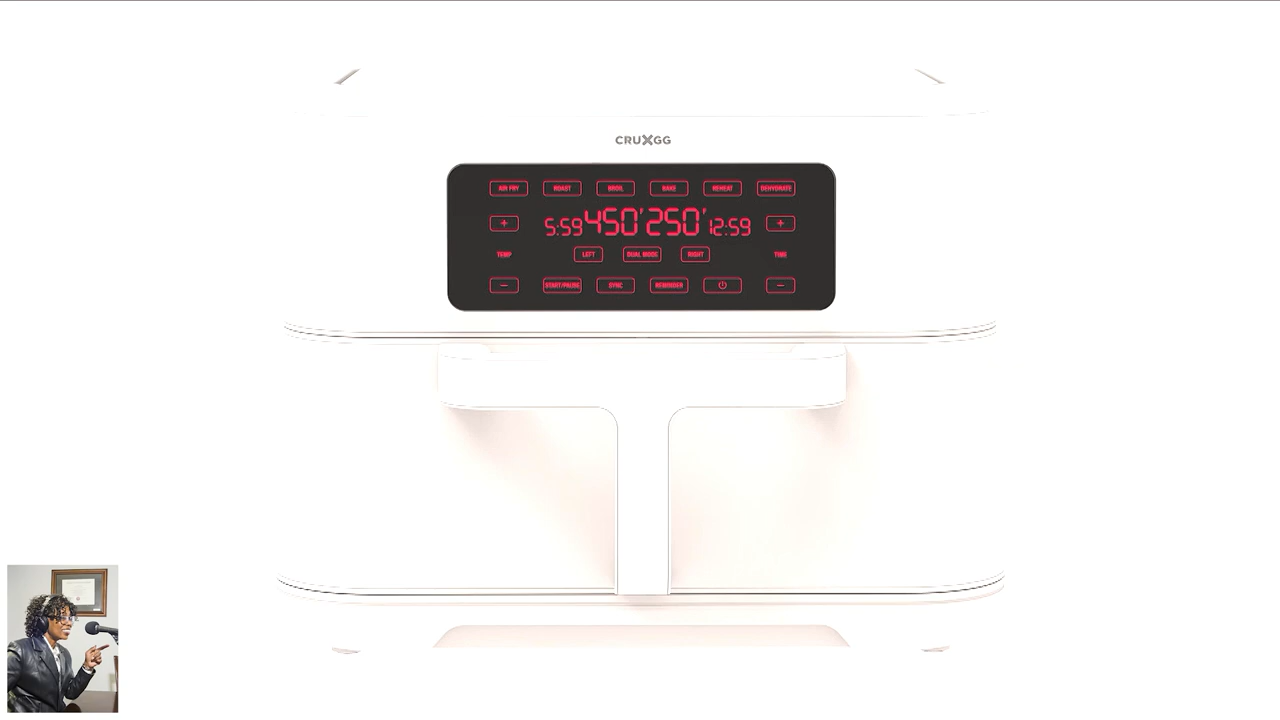 CRUXGG
AIR FRY ROAST BROIL BAKE REHEAT DEHYDRATE
+ 5:59 450° 250° 12:59 +
TEMP LEFT DUAL MODE RIGHT TIME
− START/PAUSE SYNC REMINDER −